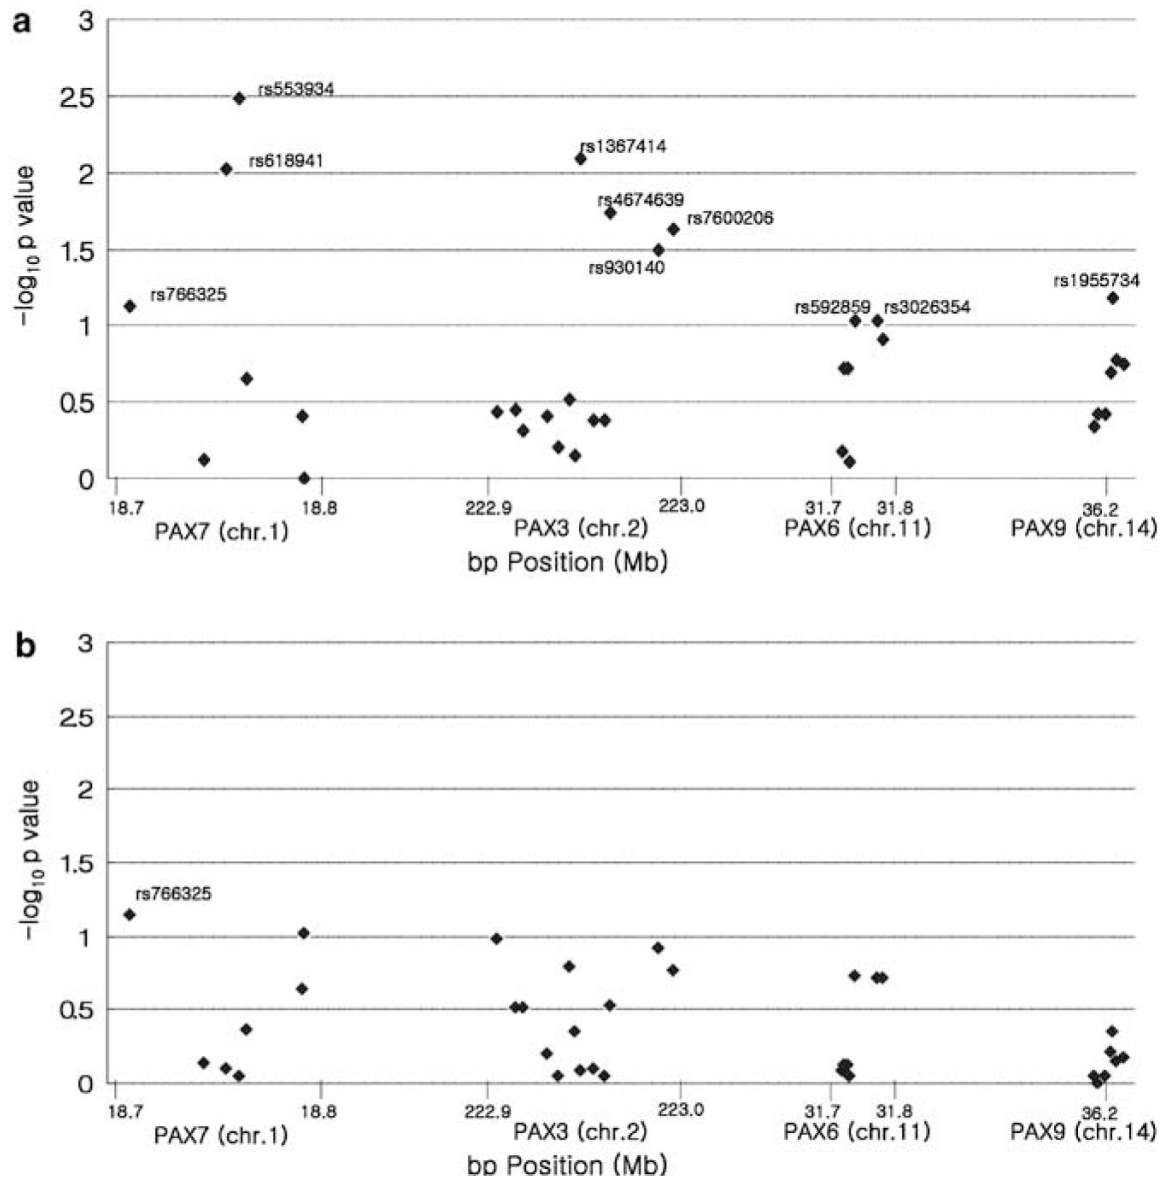 a
3
2.5
2
1.5
1
0.5
0
-log10 p value
rs553934
rs618941
rs766325
rs1367414
rs4674639
rs7600206
rs930140
rs592859
rs3026354
rs1955734
18.7 18.8 222.9 223.0 31.7 31.8 36.2
PAX7 (chr.1) PAX3 (chr.2) PAX6 (chr.11) PAX9 (chr.14)
bp Position (Mb)
b
3
2.5
2
1.5
1
0.5
0
-log10 p value
rs766325
18.7 18.8 222.9 223.0 31.7 31.8 36.2
PAX7 (chr.1) PAX3 (chr.2) PAX6 (chr.11) PAX9 (chr.14)
bp Position (Mb)